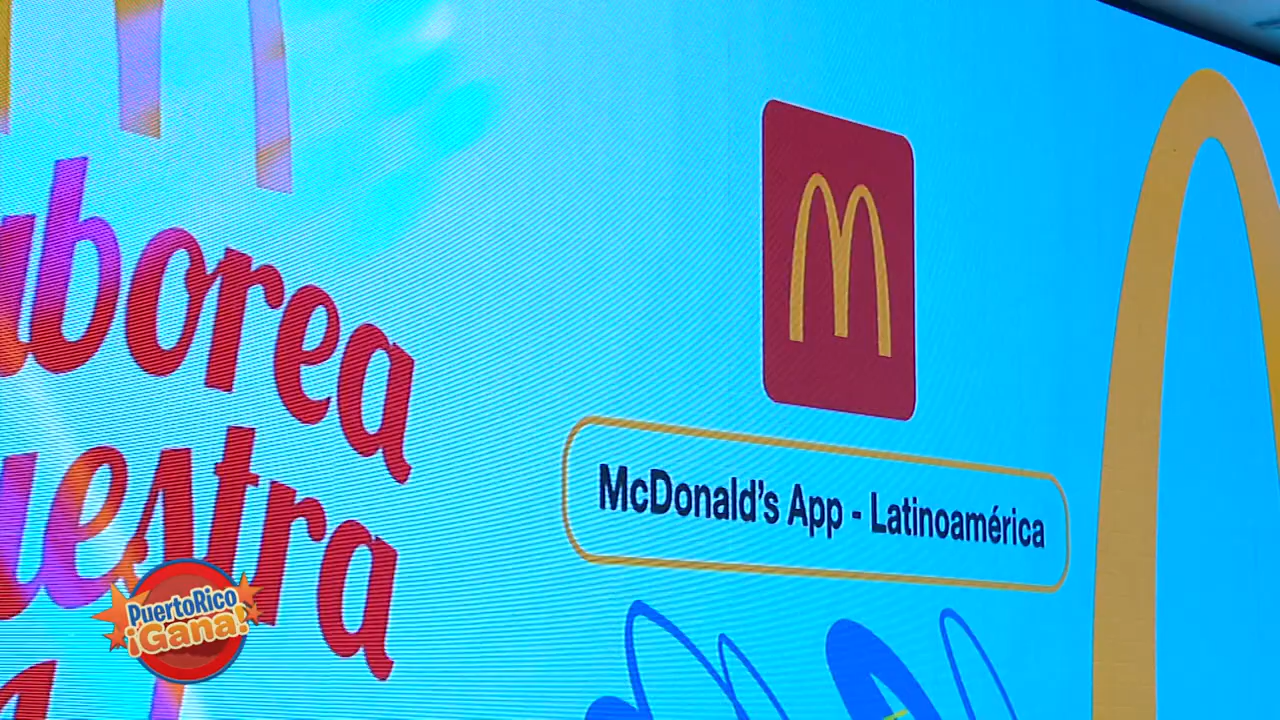 aborea
uestra
McDonald's App - Latinoamérica
PuertoRico
¡Gana!